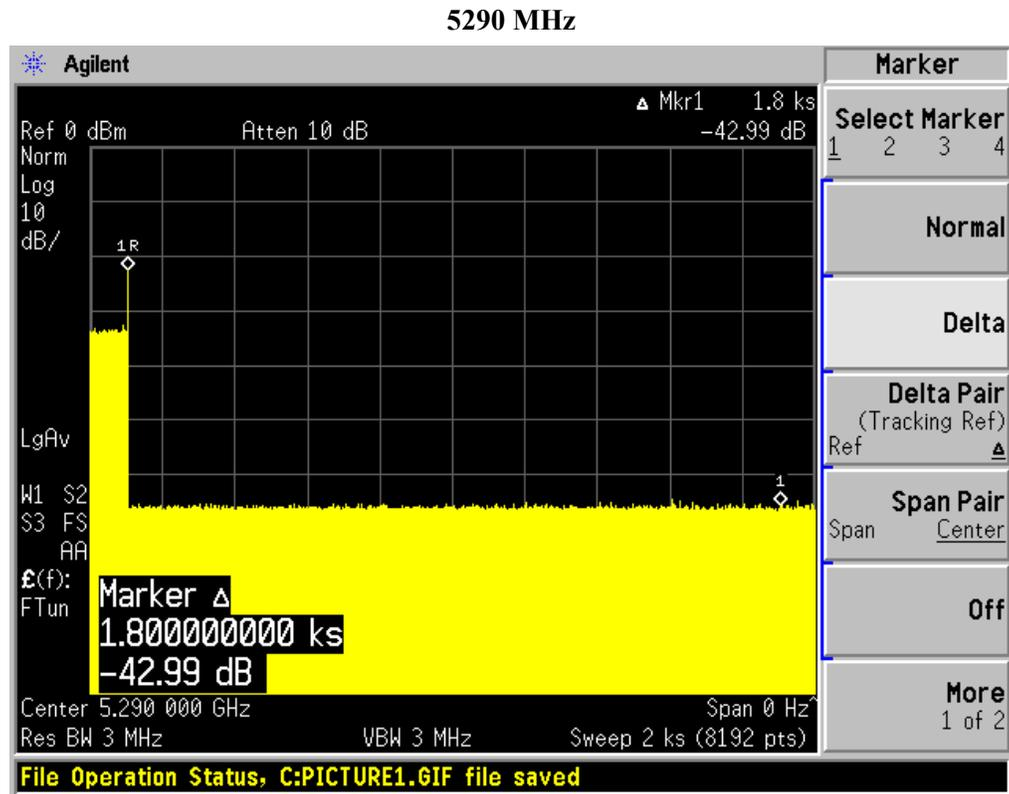 5290 MHz
Agilent
Marker
Δ Mkr1 1.8 ks
Ref 0 dBm Atten 10 dB -42.99 dB
Norm
Log
10
dB/
1R
LgAv
1
W1 S2
S3 FS
AA
£(f):
FTun
Marker Δ
1.800000000 ks
-42.99 dB
Center 5.290 000 GHz Span 0 Hz^
Res BW 3 MHz VBW 3 MHz Sweep 2 ks (8192 pts)
File Operation Status, C:PICTURE1.GIF file saved
Select Marker
1 2 3 4
Normal
Delta
Delta Pair
(Tracking Ref)
Ref Δ
Span Pair
Span Center
Off
More
1 of 2